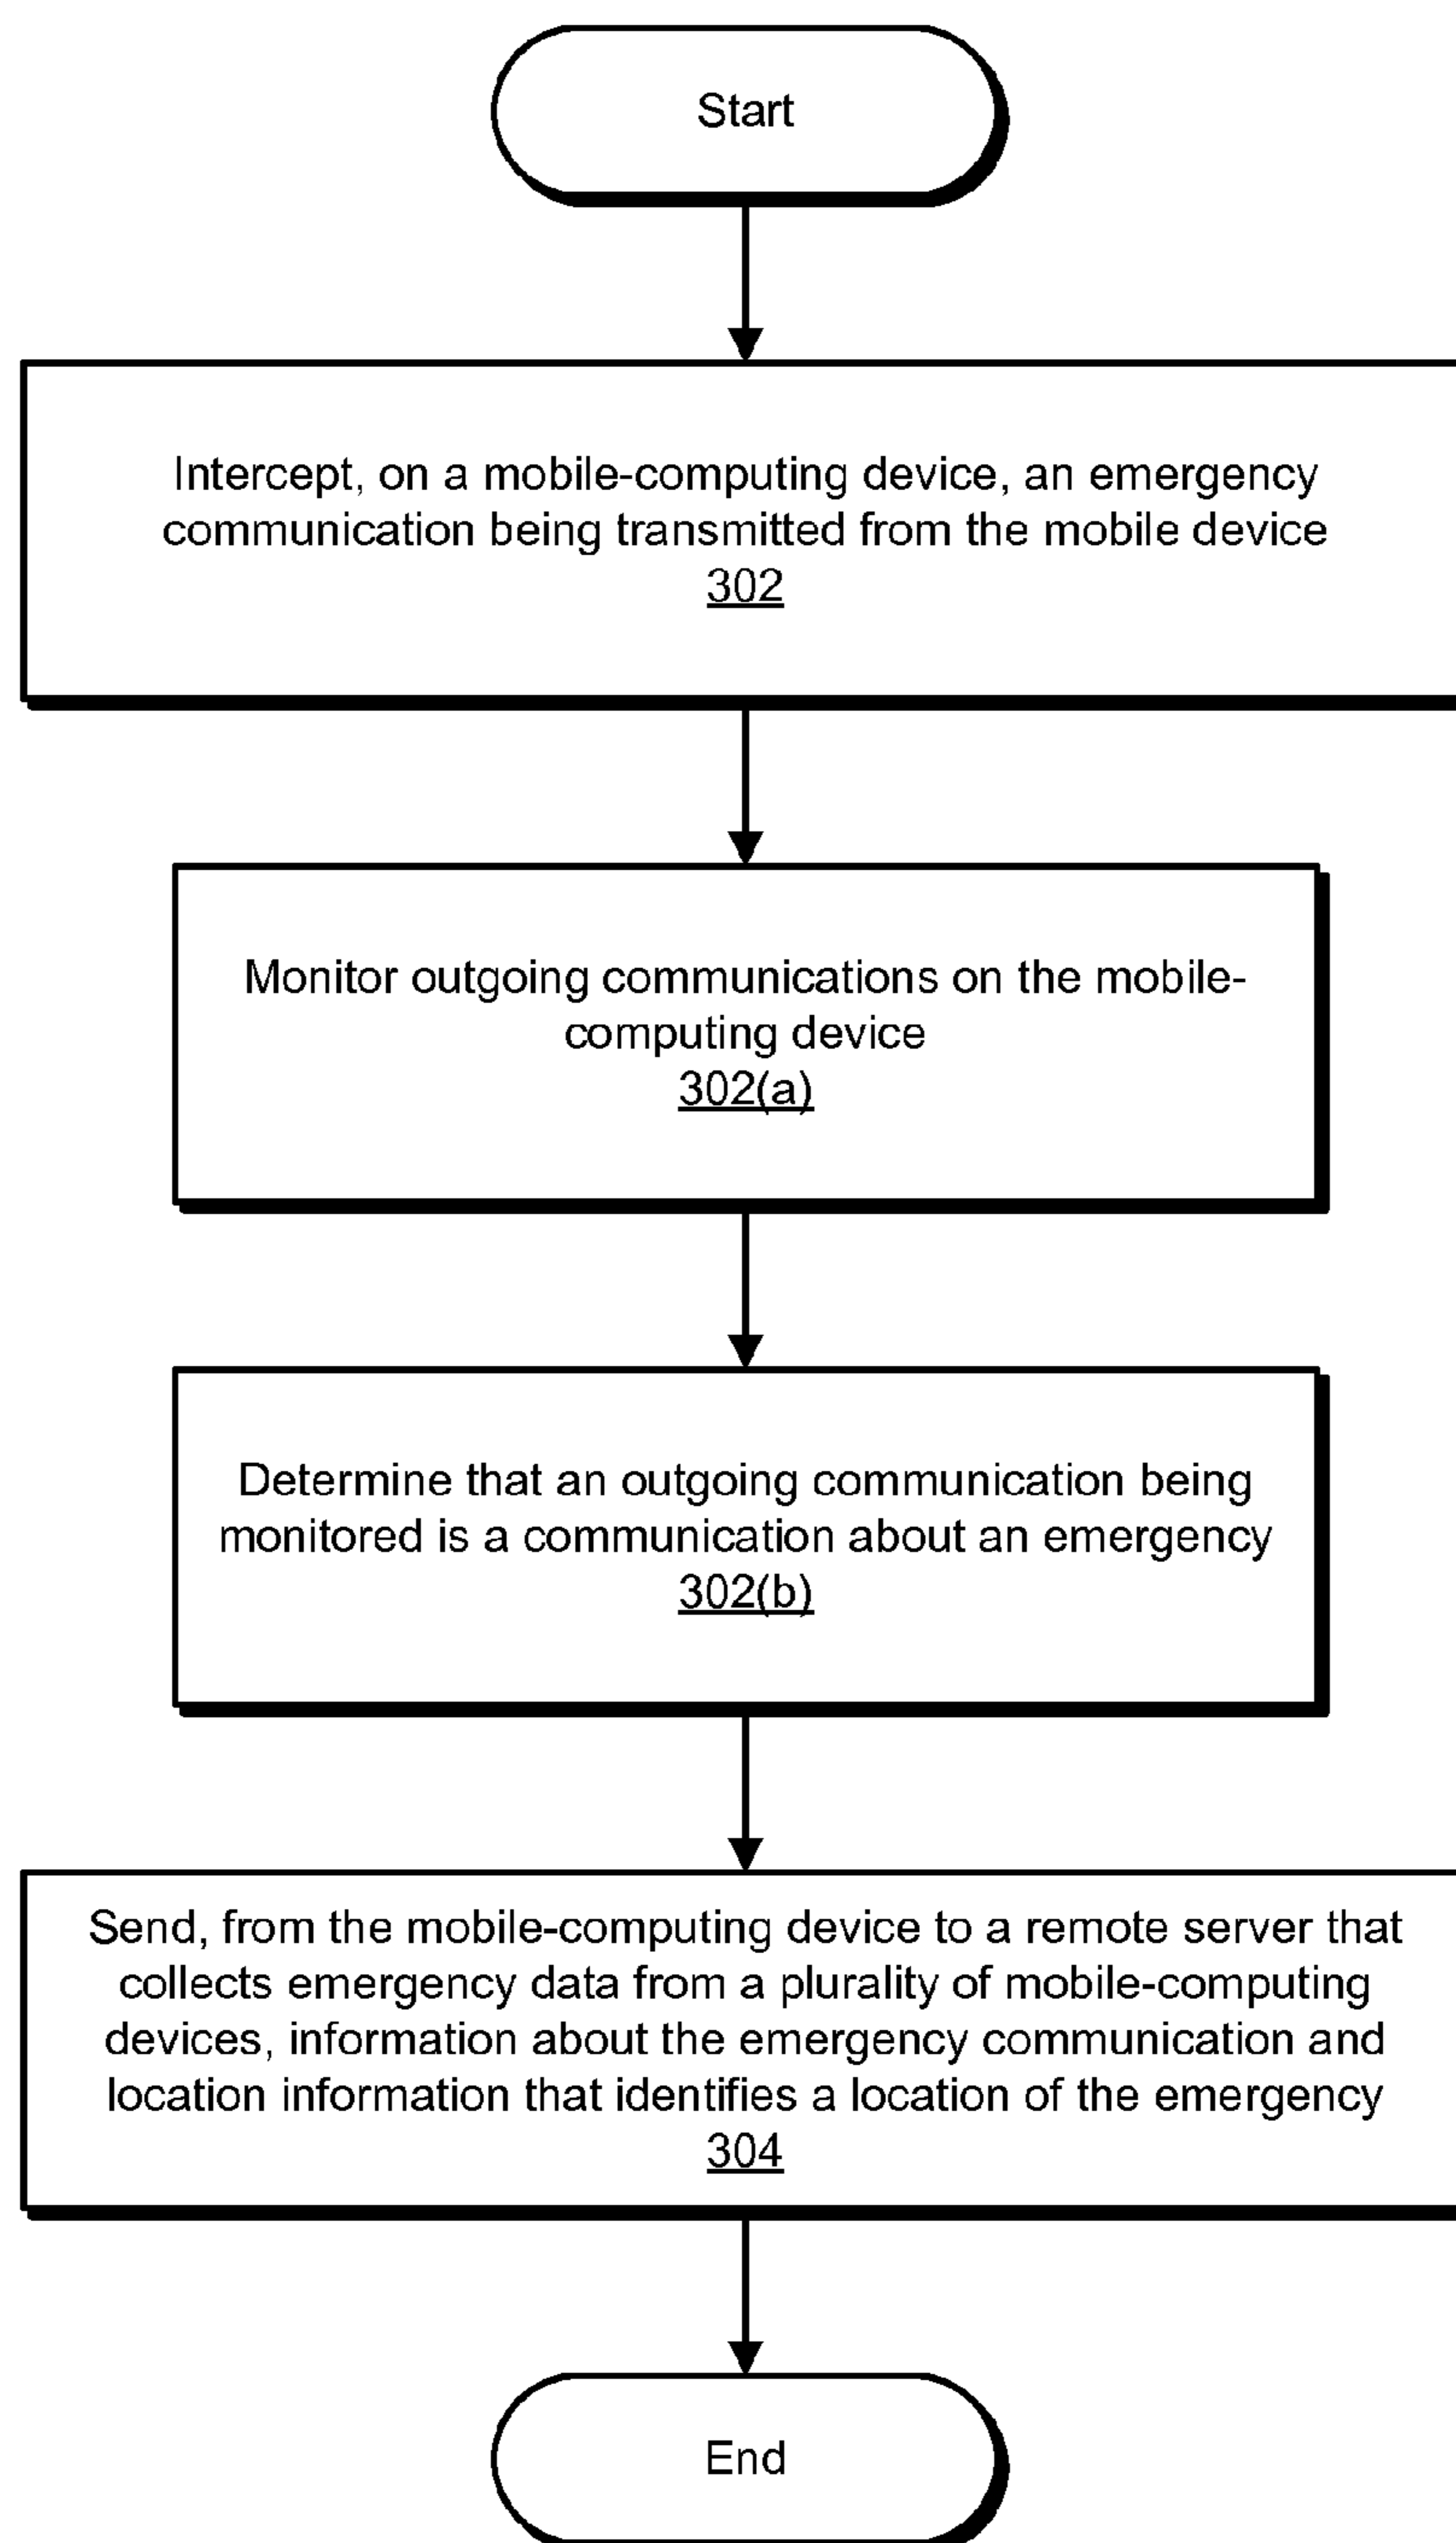 Start
Intercept, on a mobile-computing device, an emergency
communication being transmitted from the mobile device
302
Monitor outgoing communications on the mobile-
computing device
302(a)
Determine that an outgoing communication being
monitored is a communication about an emergency
302(b)
Send, from the mobile-computing device to a remote server that
collects emergency data from a plurality of mobile-computing
devices, information about the emergency communication and
location information that identifies a location of the emergency
304
End